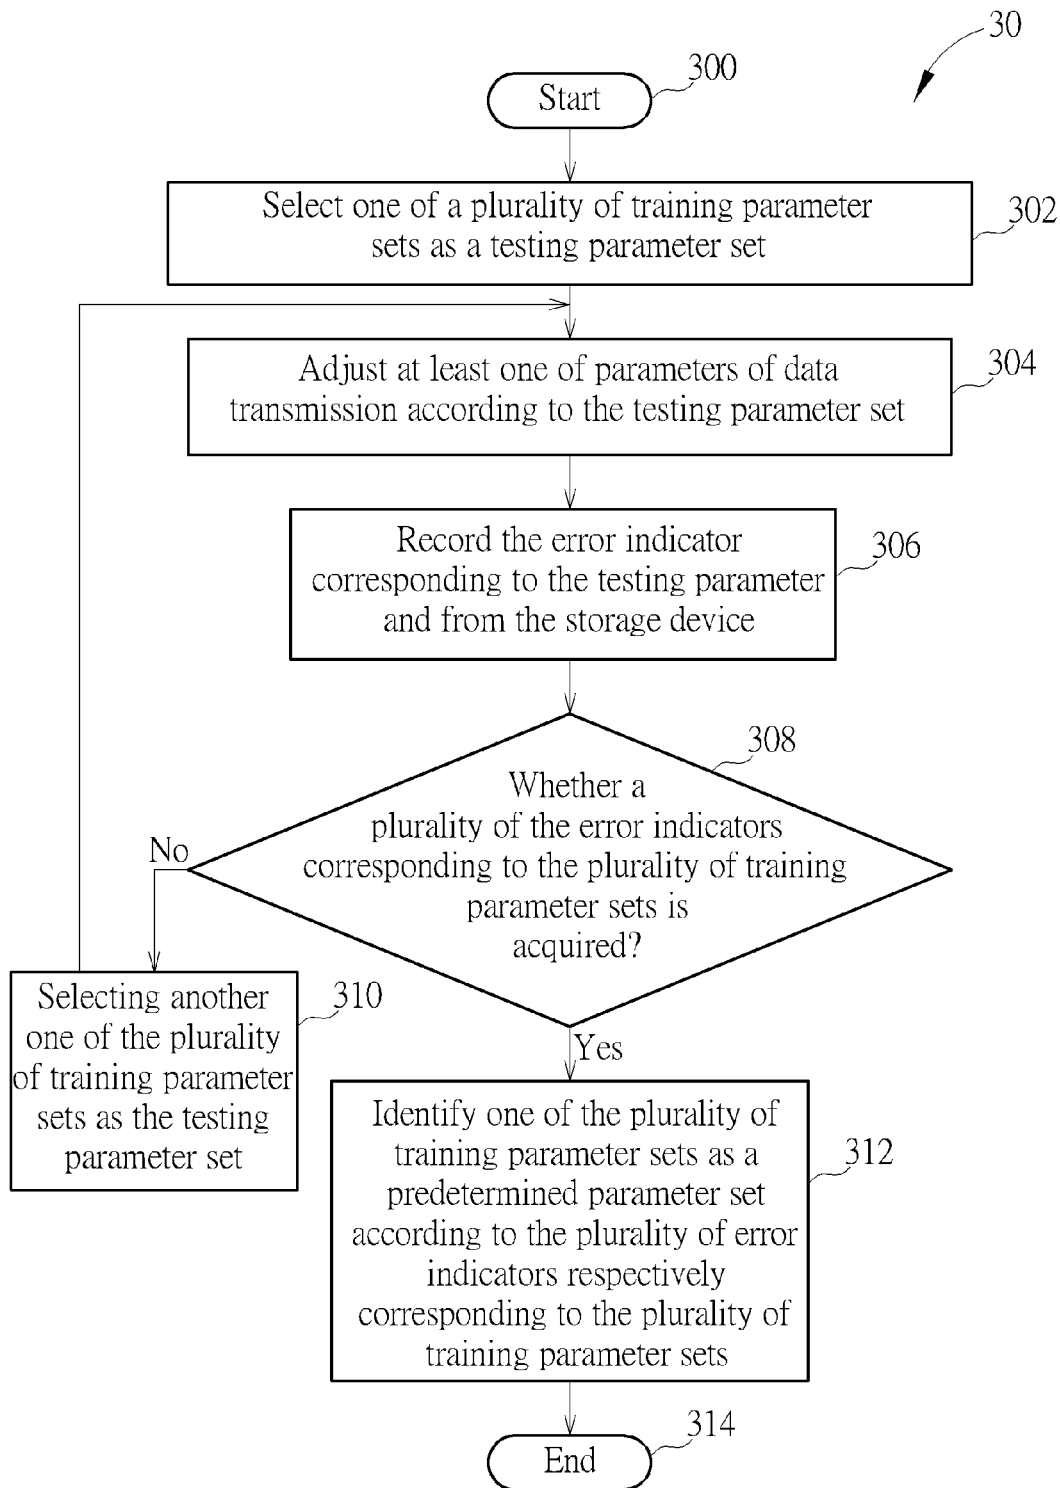 30
Start
300
Select one of a plurality of training parameter
sets as a testing parameter set
302
Adjust at least one of parameters of data
transmission according to the testing parameter set
304
Record the error indicator
corresponding to the testing parameter
and from the storage device
306
308
Whether a
plurality of the error indicators
corresponding to the plurality of training
parameter sets is
acquired?
No
Selecting another
one of the plurality
of training parameter
sets as the testing
parameter set
310
Yes
Identify one of the plurality of
training parameter sets as a
predetermined parameter set
according to the plurality of error
indicators respectively
corresponding to the plurality of
training parameter sets
312
End
314